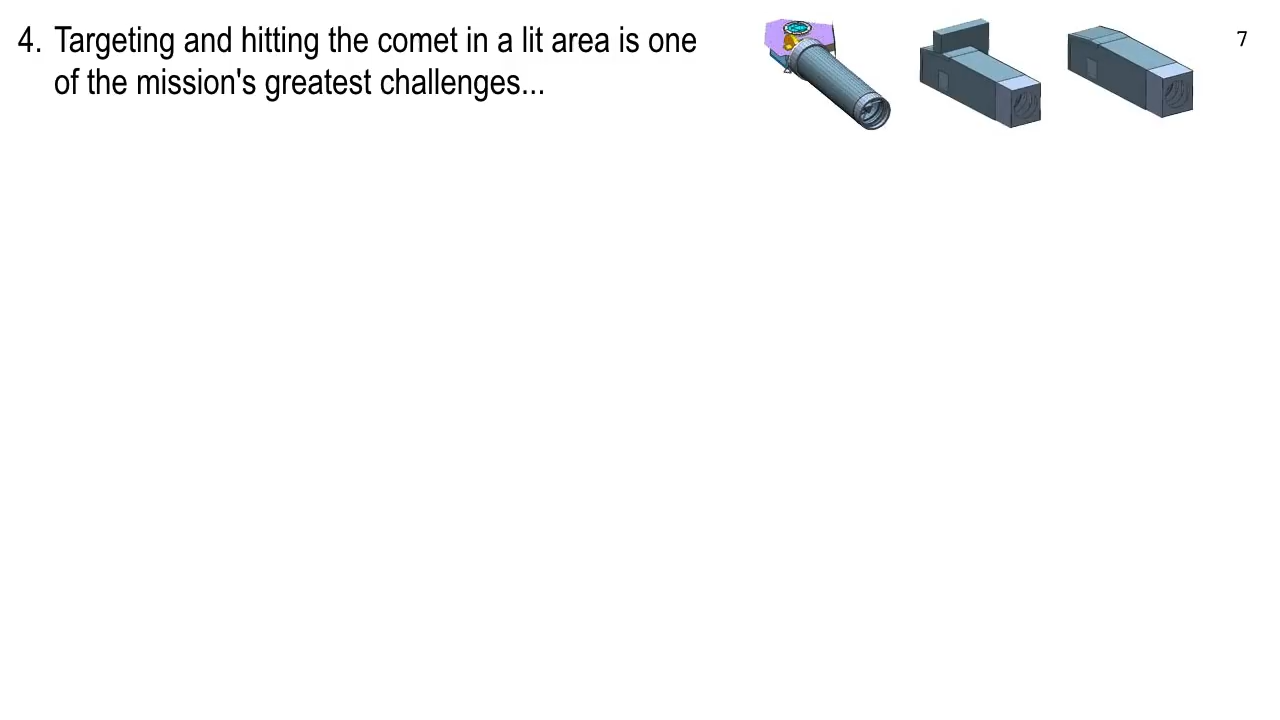 4. Targeting and hitting the comet in a lit area is one
of the mission's greatest challenges...
7